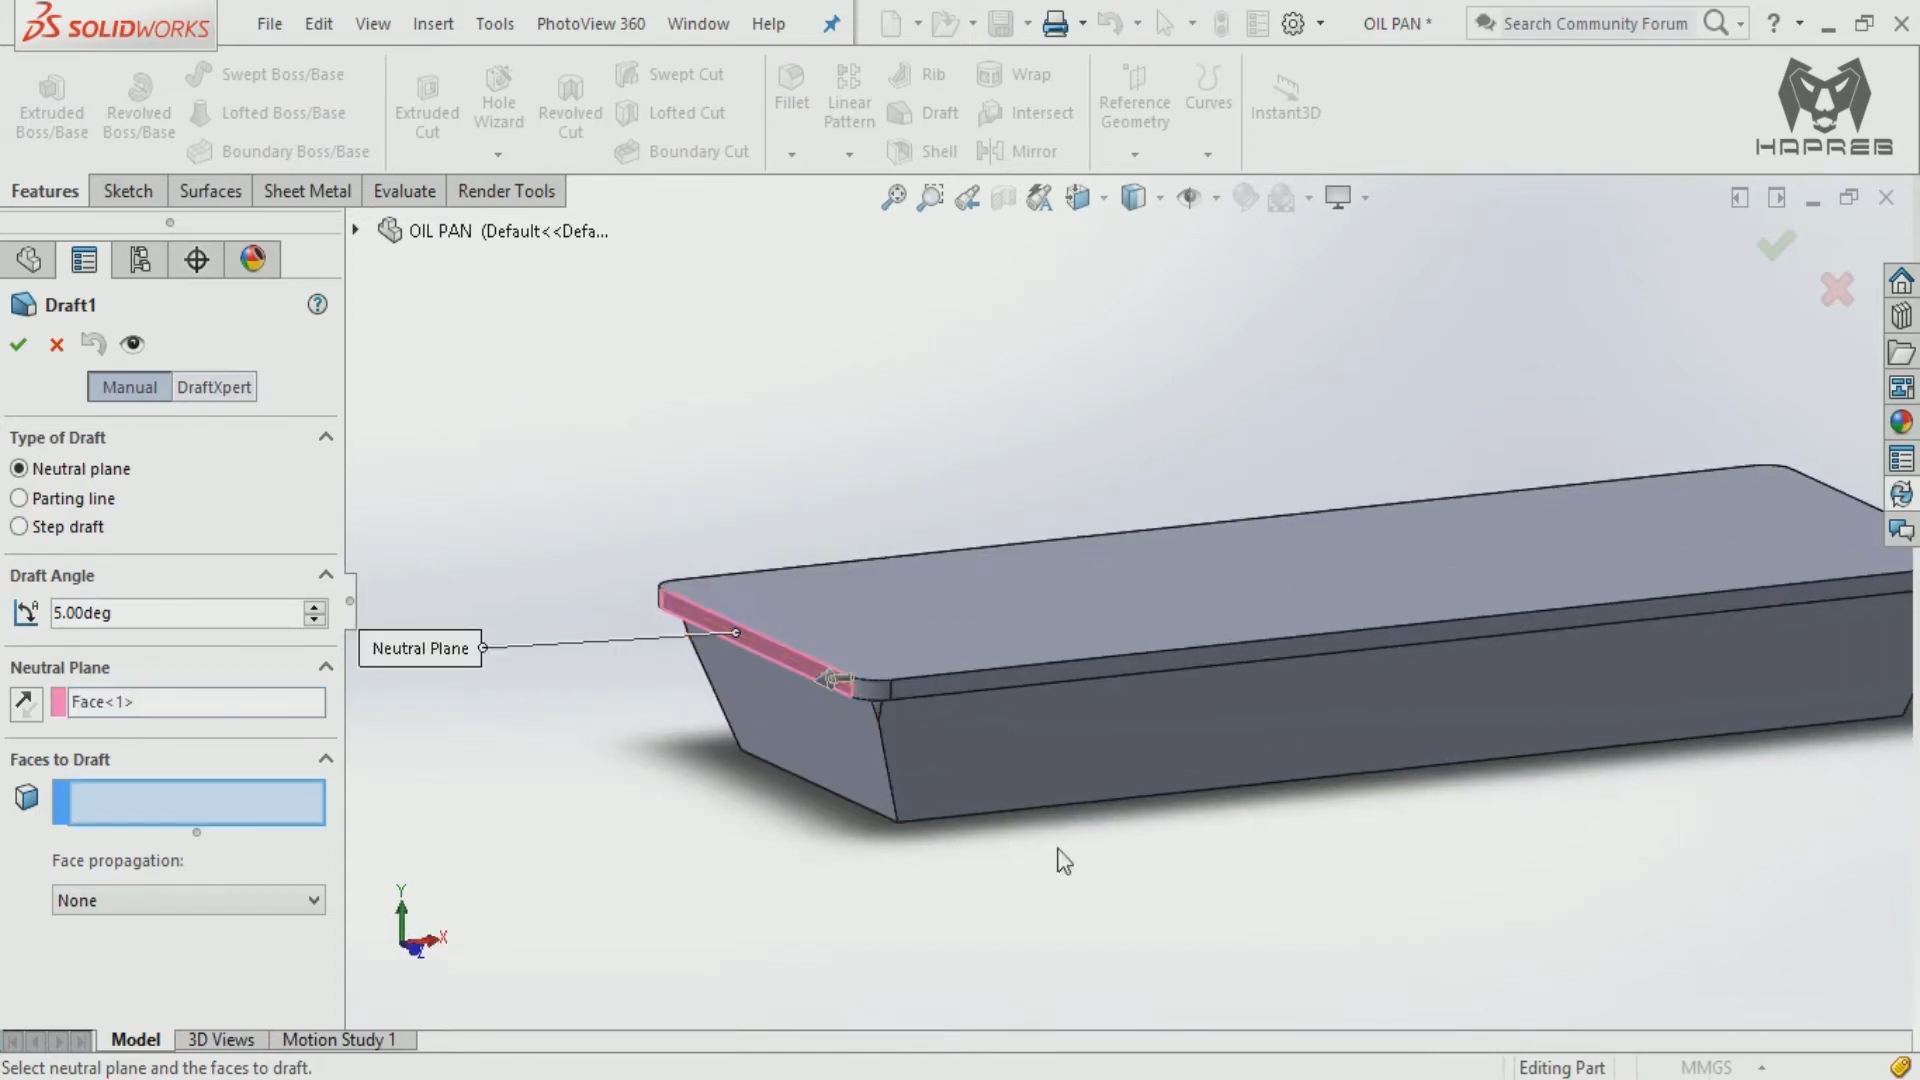 SOLIDWORKS
File Edit View Insert Tools PhotoView 360 Window Help
OIL PAN *
Search Community Forum
?
Extruded Boss/Base
Revolved Boss/Base
Swept Boss/Base
Lofted Boss/Base
Boundary Boss/Base
Extruded Cut
Hole Wizard
Revolved Cut
Swept Cut
Lofted Cut
Boundary Cut
Fillet
Linear Pattern
Rib
Draft
Shell
Wrap
Intersect
Mirror
Reference Geometry
Curves
Instant3D
HAPREB
Features Sketch Surfaces Sheet Metal Evaluate Render Tools
OIL PAN (Default<<Defa...
Draft1
?
Manual DraftXpert
Type of Draft
Neutral plane
Parting line
Step draft
Draft Angle
5.00deg
Neutral Plane
Face<1>
Faces to Draft
Face propagation:
None
Neutral Plane
Y
X
Z
Model 3D Views Motion Study 1
Select neutral plane and the faces to draft.
Editing Part
MMGS